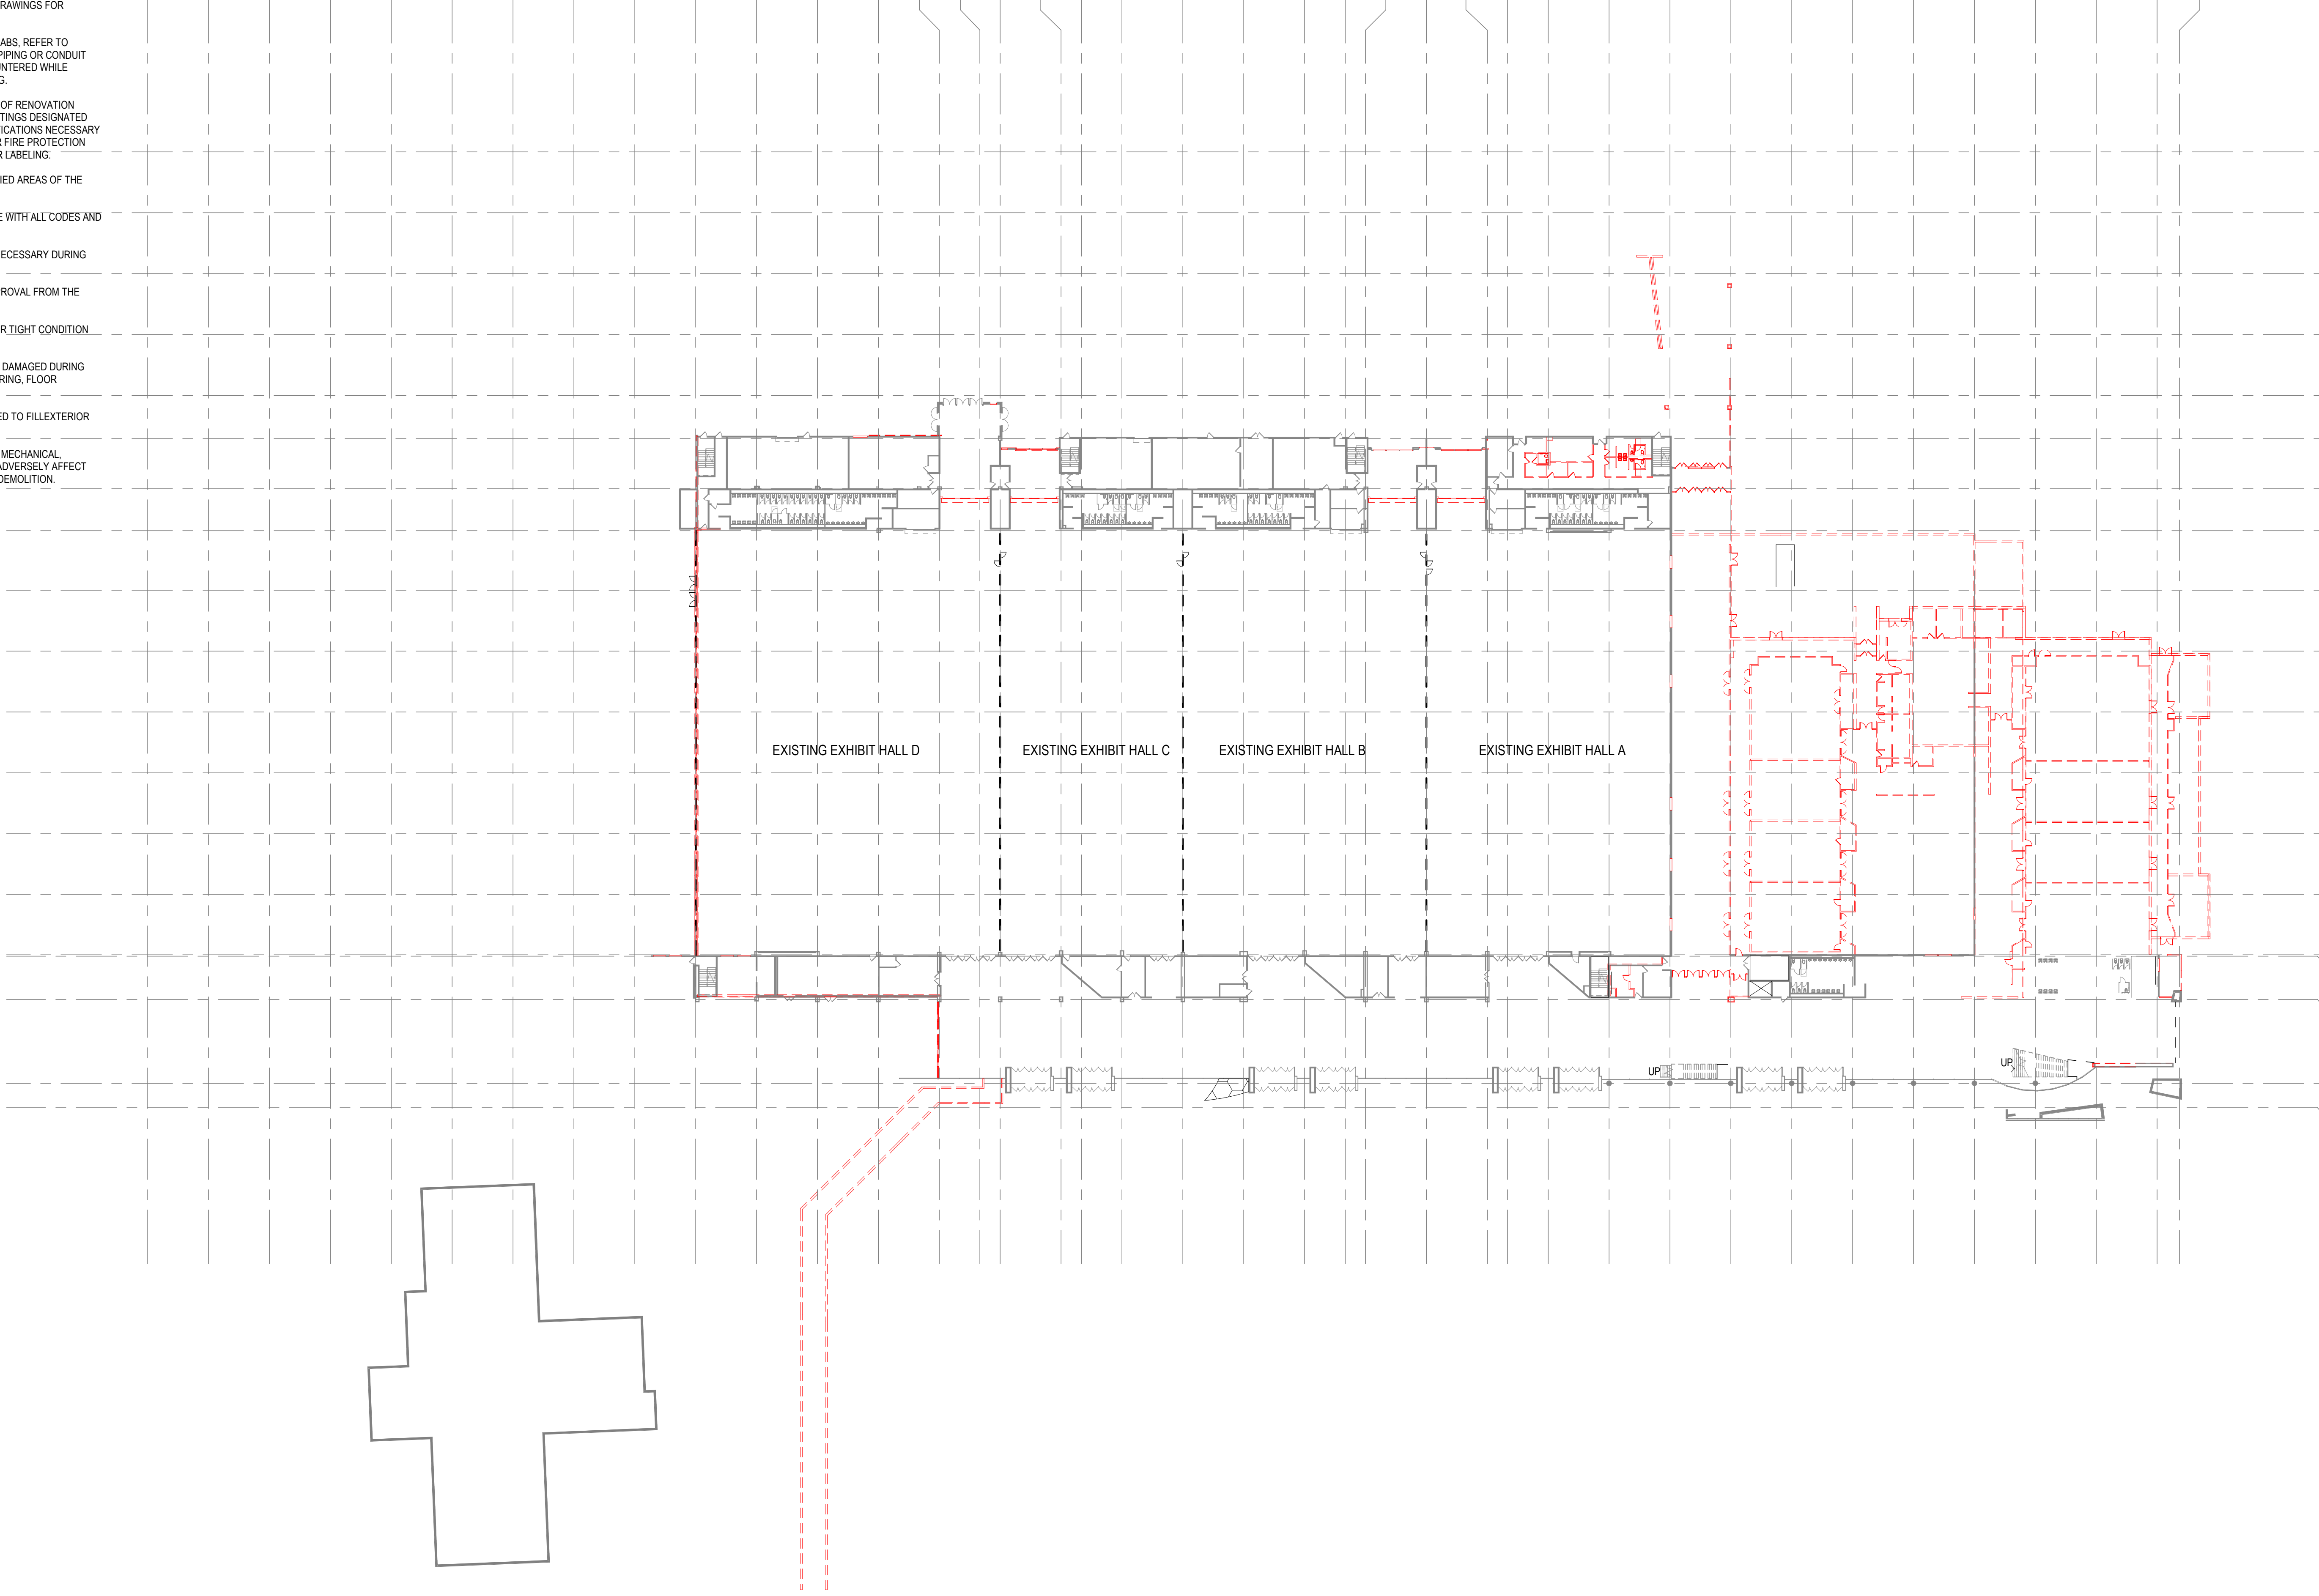 RAWINGS FOR
ABS, REFER TO
PIPING OR CONDUIT
NTERED WHILE
G.
OF RENOVATION
TINGS DESIGNATED
ICATIONS NECESSARY
R FIRE PROTECTION
R LABELING.
IED AREAS OF THE
E WITH ALL CODES AND
ECESSARY DURING
ROVAL FROM THE
R TIGHT CONDITION
DAMAGED DURING
RING, FLOOR
ED TO FILLEXTERIOR
MECHANICAL,
ADVERSELY AFFECT
DEMOLITION.
EXISTING EXHIBIT HALL D
EXISTING EXHIBIT HALL C
EXISTING EXHIBIT HALL B
EXISTING EXHIBIT HALL A
UP
UP